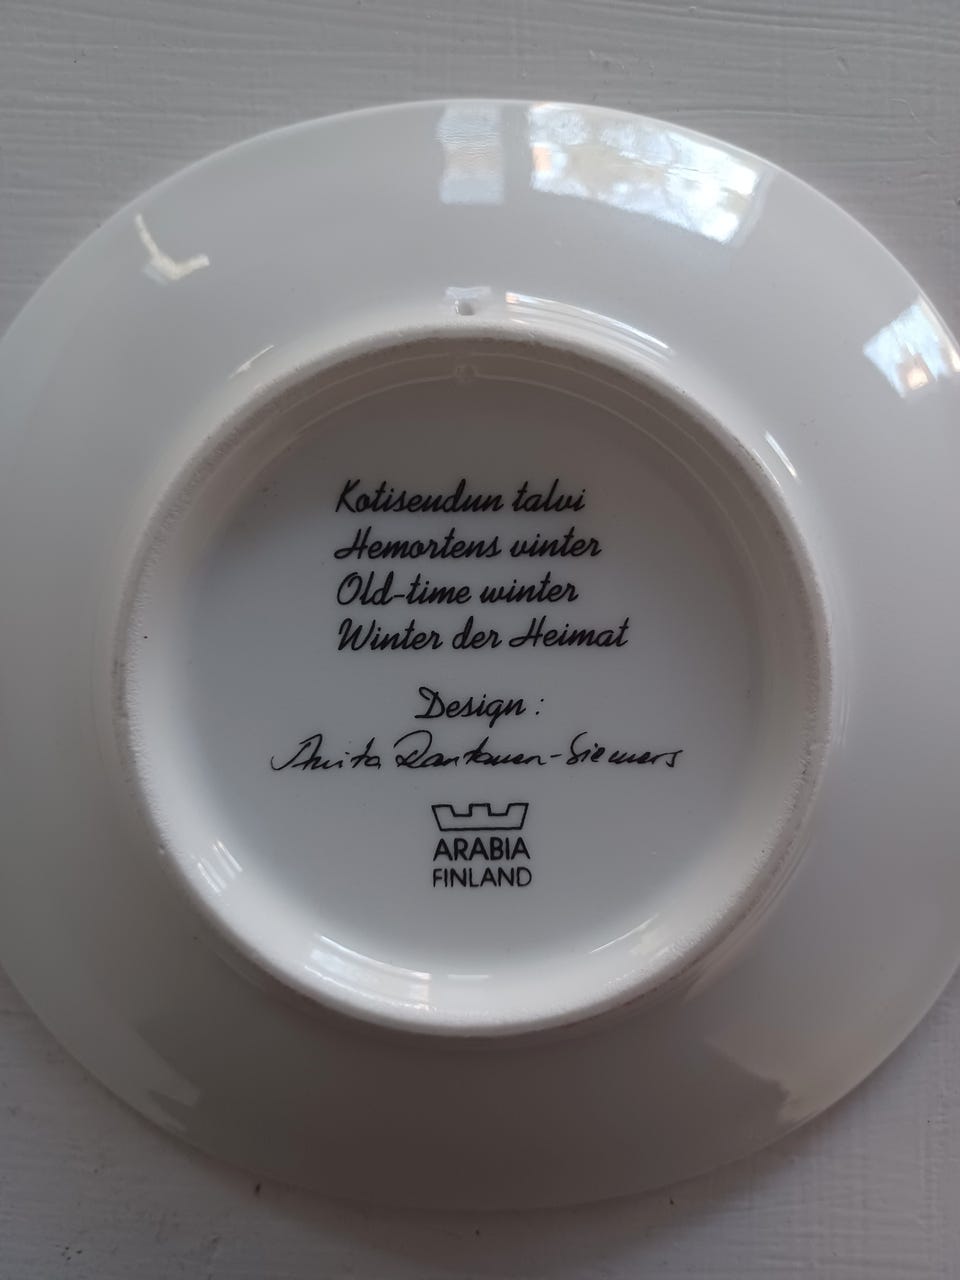 Kotiseudun talvi
Hemortens vinter
Old-time winter
Winter der Heimat
Design :
Anita Rantanen-Siemers
ARABIA
FINLAND